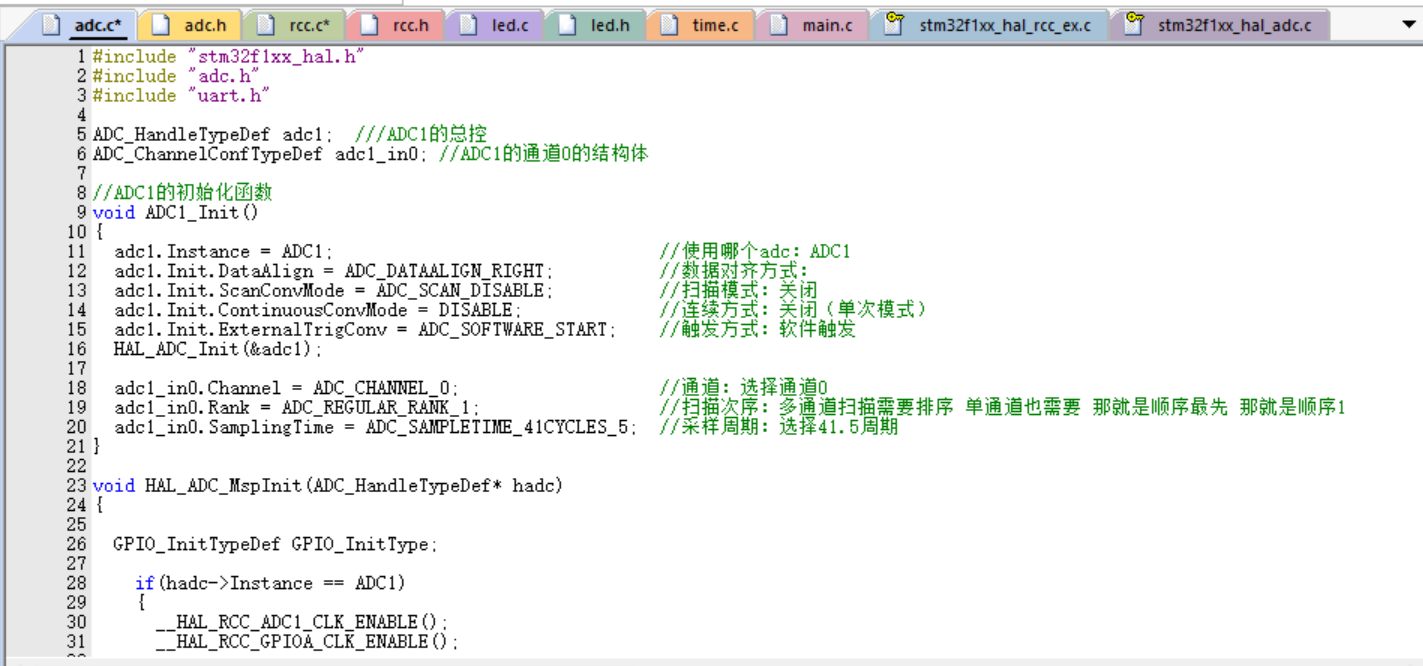 adc.c* adc.h rcc.c* rcc.h led.c led.h time.c main.c stm32f1xx_hal_rcc_ex.c stm32f1xx_hal_adc.c
1 #include "stm32f1xx_hal.h"
2 #include "adc.h"
3 #include "uart.h"
4
5 ADC_HandleTypeDef adc1; ///ADC1的总控
6 ADC_ChannelConfTypeDef adc1_in0; //ADC1的通道0的结构体
7
8 //ADC1的初始化函数
9 void ADC1_Init()
10 {
11 adc1.Instance = ADC1; //使用哪个adc: ADC1
12 adc1.Init.DataAlign = ADC_DATAALIGN_RIGHT; //数据对齐方式:
13 adc1.Init.ScanConvMode = ADC_SCAN_DISABLE; //扫描模式: 关闭
14 adc1.Init.ContinuousConvMode = DISABLE; //连续方式: 关闭（单次模式）
15 adc1.Init.ExternalTrigConv = ADC_SOFTWARE_START; //触发方式: 软件触发
16 HAL_ADC_Init(&adc1);
17
18 adc1_in0.Channel = ADC_CHANNEL_0; //通道: 选择通道0
19 adc1_in0.Rank = ADC_REGULAR_RANK_1; //扫描次序: 多通道扫描需要排序 单通道也需要 那就是顺序最先 那就是顺序1
20 adc1_in0.SamplingTime = ADC_SAMPLETIME_41CYCLES_5; //采样周期: 选择41.5周期
21 }
22
23 void HAL_ADC_MspInit(ADC_HandleTypeDef* hadc)
24 {
25
26 GPIO_InitTypeDef GPIO_InitType;
27
28 if(hadc->Instance == ADC1)
29 {
30 __HAL_RCC_ADC1_CLK_ENABLE();
31 __HAL_RCC_GPIOA_CLK_ENABLE();